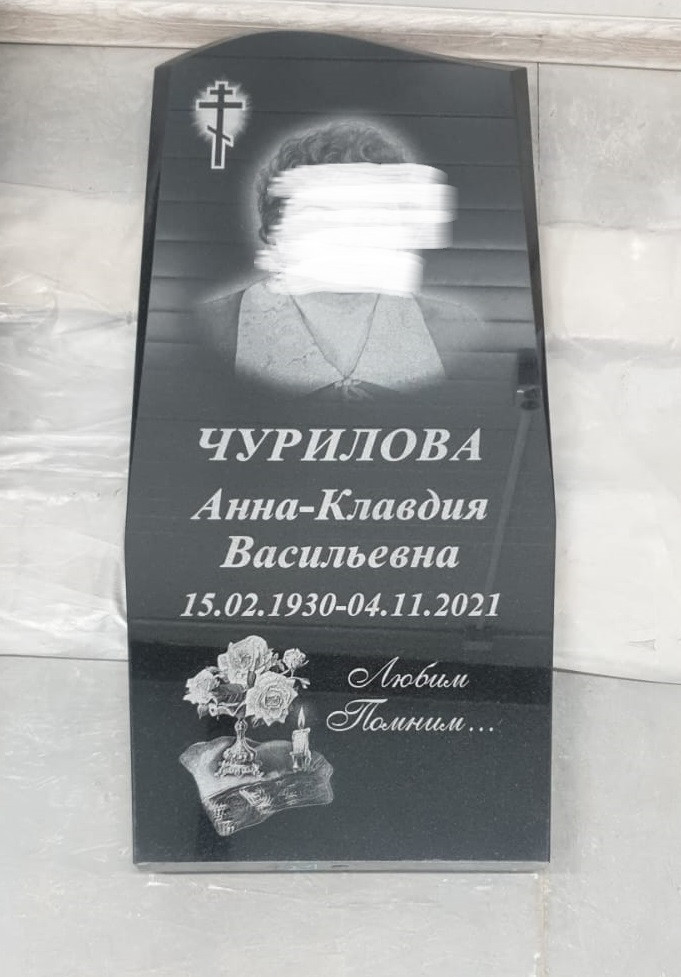 ЧУРИЛОВА
Анна-Клавдия
Васильевна
15.02.1930-04.11.2021
Любим
Помним...